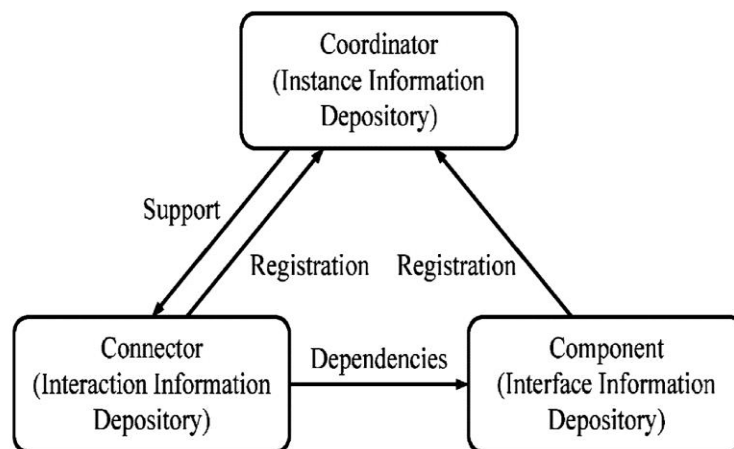 Coordinator
(Instance Information
Depository)
Support
Registration
Registration
Connector
(Interaction Information
Depository)
Dependencies
Component
(Interface Information
Depository)